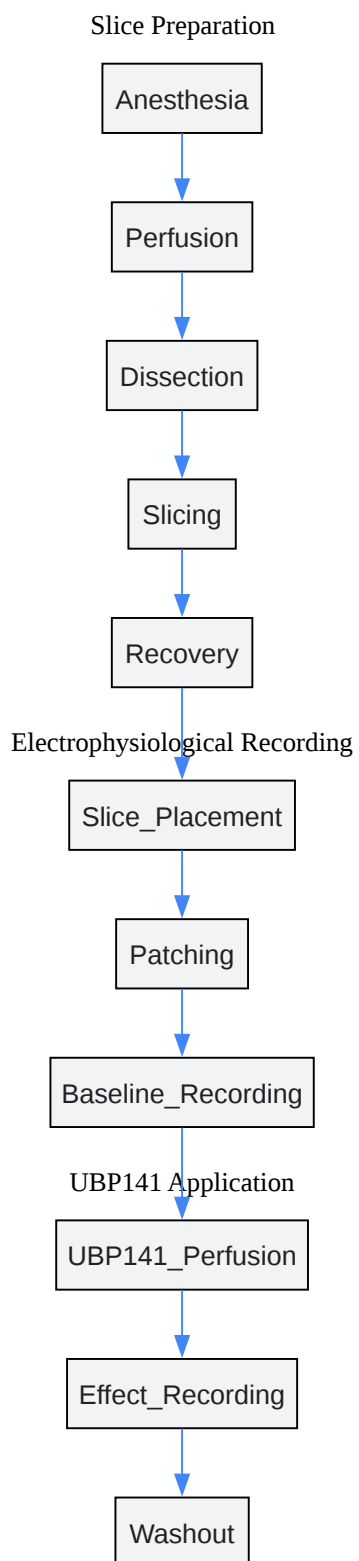 Slice Preparation
Anesthesia
Perfusion
Dissection
Slicing
Recovery
Electrophysiological Recording
Slice_Placement
Patching
Baseline_Recording
UBP141 Application
UBP141_Perfusion
Effect_Recording
Washout